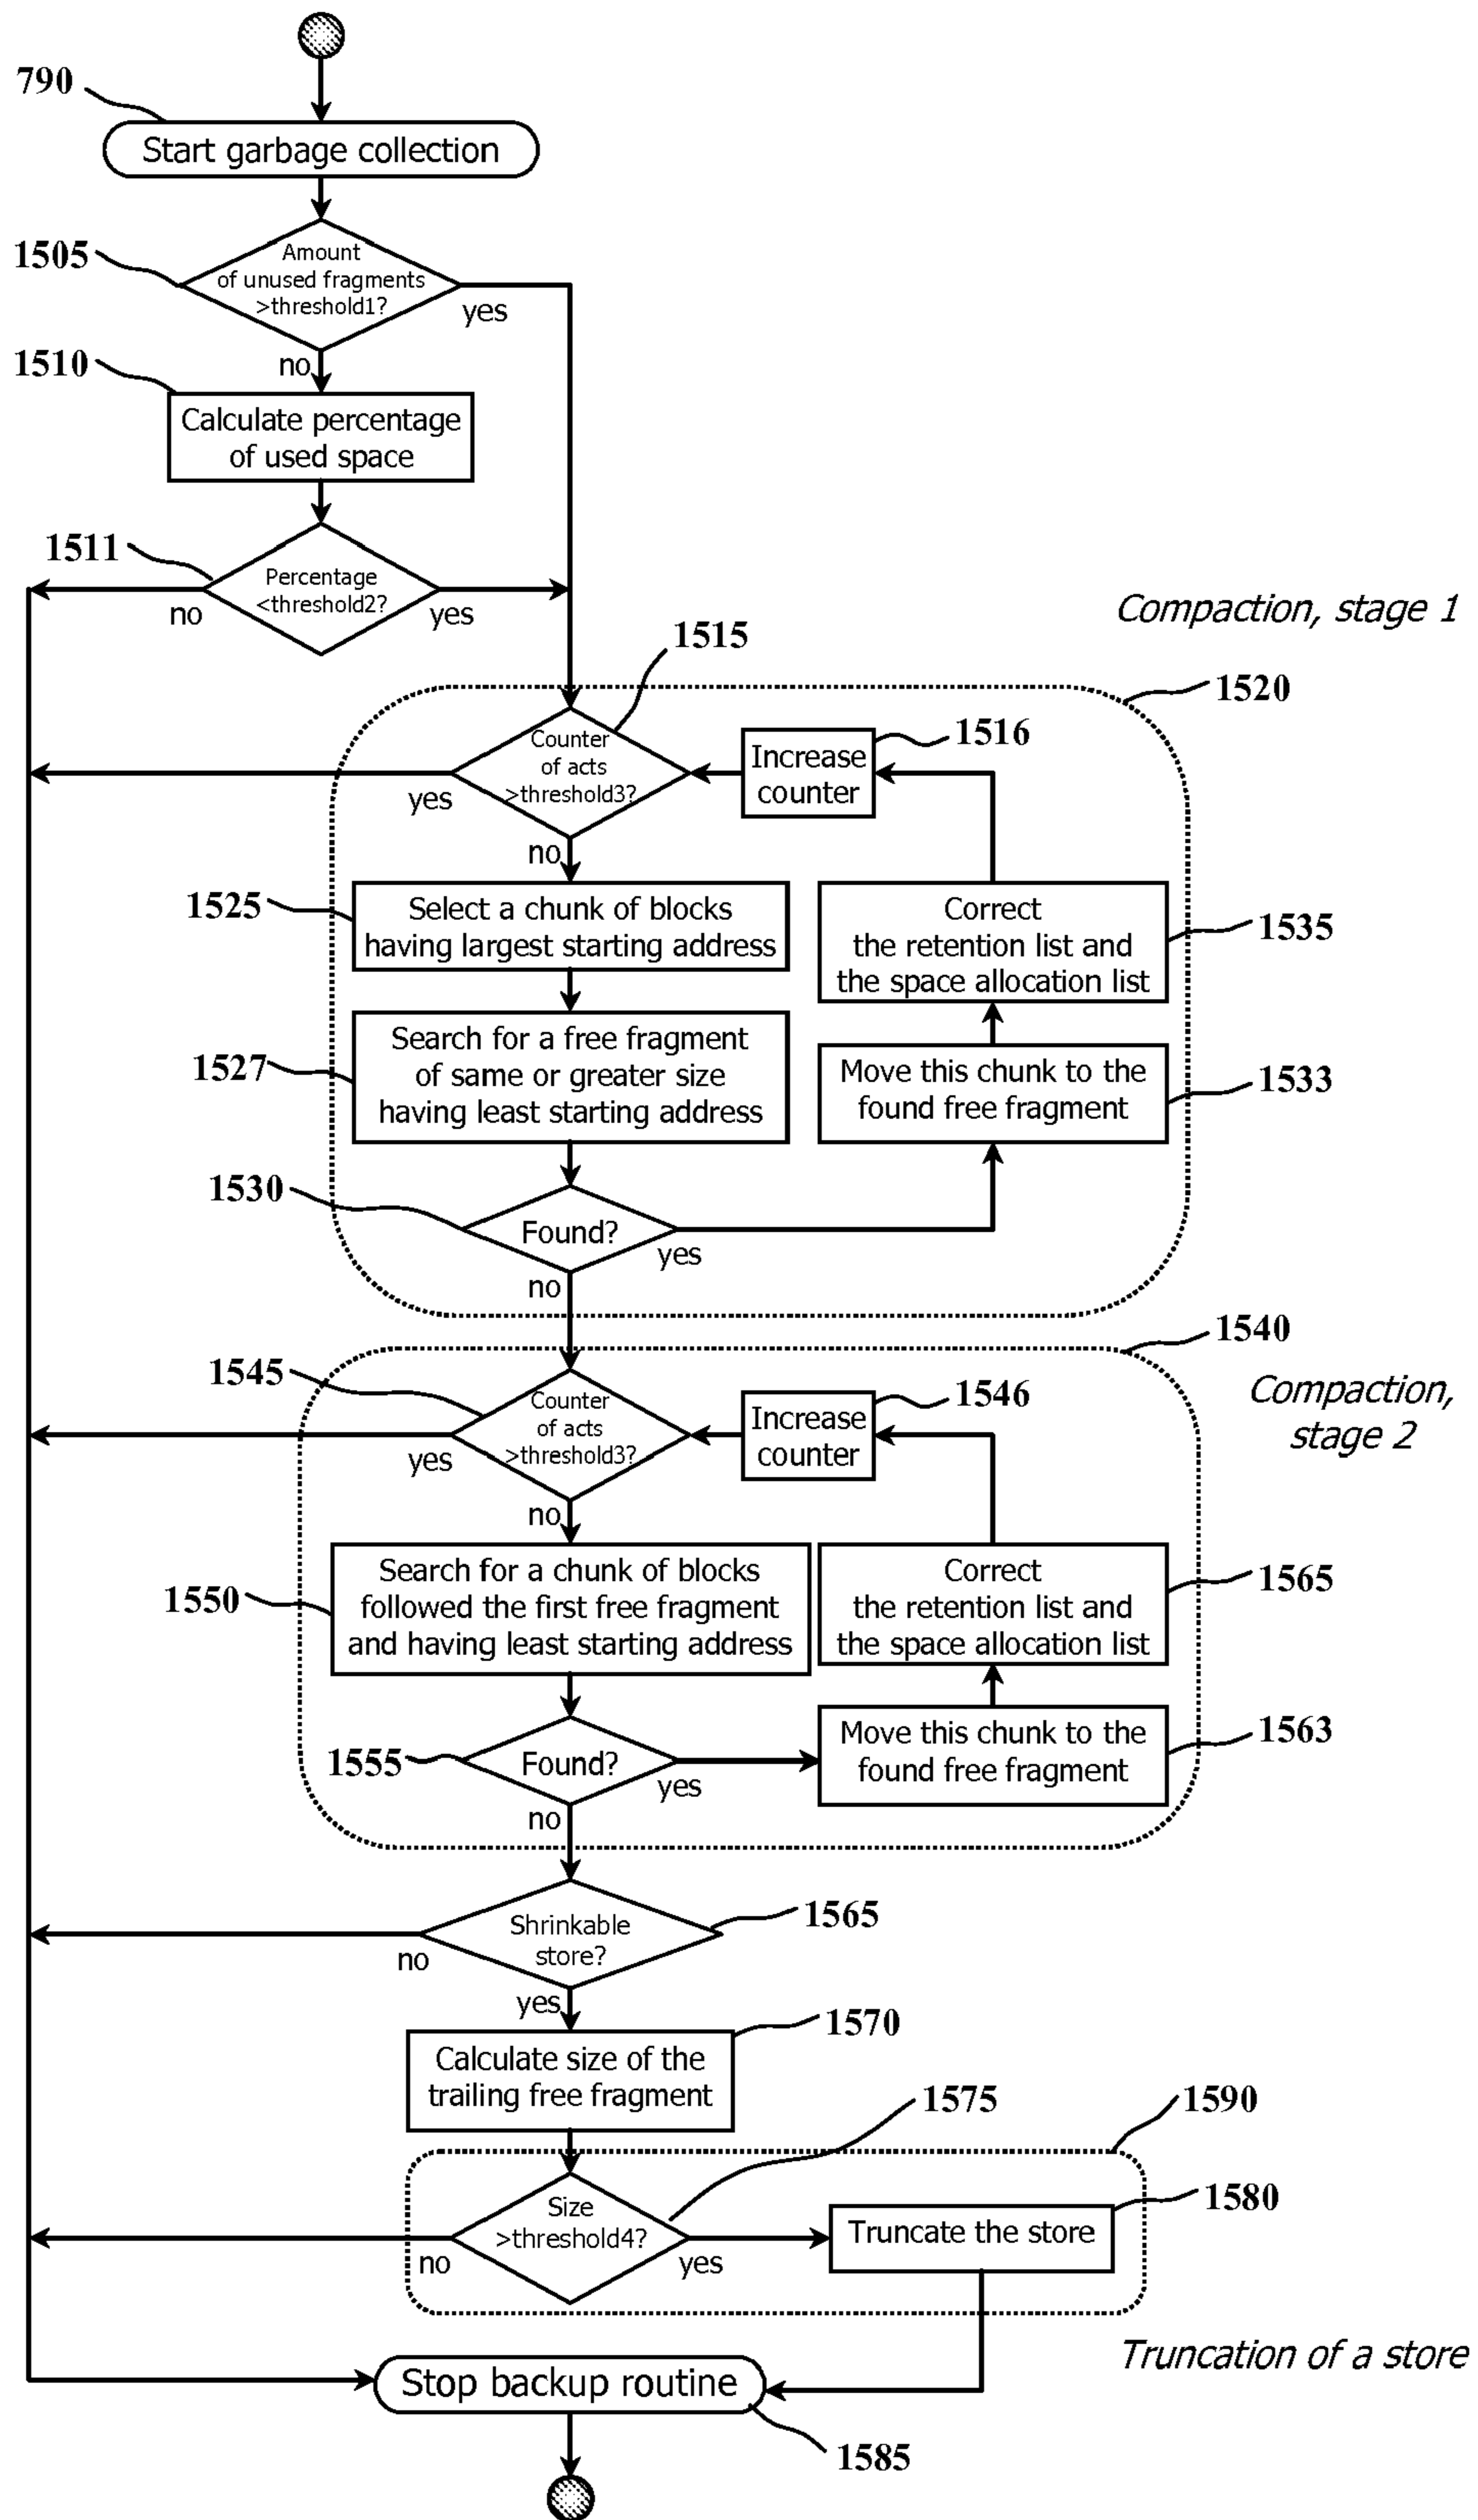 790
Start garbage collection
1505
Amount
of unused fragments
>threshold1?
yes
no
1510
Calculate percentage
of used space
1511
Percentage
<threshold2?
no
yes
Compaction, stage 1
1515
1520
Counter
of acts
>threshold3?
yes
no
Increase
counter
1516
1525
Select a chunk of blocks
having largest starting address
Correct
the retention list and
the space allocation list
1535
1527
Search for a free fragment
of same or greater size
having least starting address
Move this chunk to the
found free fragment
1533
1530
Found?
yes
no
1540
Compaction,
stage 2
1545
Counter
of acts
>threshold3?
yes
no
Increase
counter
1546
1550
Search for a chunk of blocks
followed the first free fragment
and having least starting address
Correct
the retention list and
the space allocation list
1565
1555
Found?
yes
no
Move this chunk to the
found free fragment
1563
Shrinkable
store?
1565
no
yes
1570
Calculate size of the
trailing free fragment
1575
1590
Size
>threshold4?
no
yes
Truncate the store
1580
Truncation of a store
Stop backup routine
1585